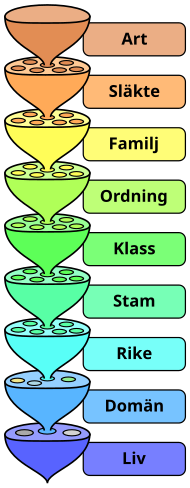 Art
Släkte
Familj
Ordning
Klass
Stam
Rike
Domän
Liv